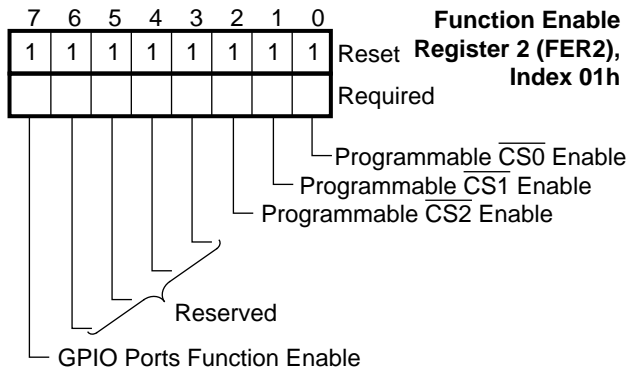 7 6 5 4 3 2 1 0
1 1 1 1 1 1 1 1 Reset
Required
Function Enable
Register 2 (FER2),
Index 01h
Programmable CS0 Enable
Programmable CS1 Enable
Programmable CS2 Enable
Reserved
GPIO Ports Function Enable